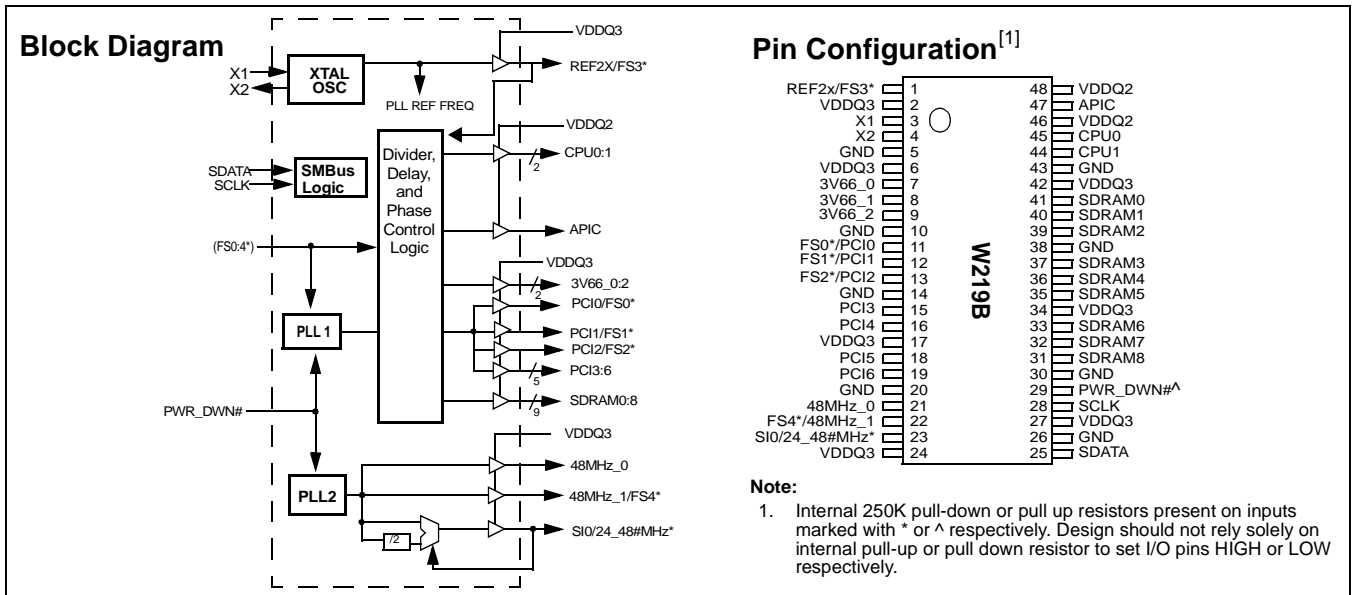 Block Diagram
VDDQ3
X1
X2
XTAL
OSC
REF2X/FS3*
PLL REF FREQ
VDDQ2
SDATA
SCLK
SMBus
Logic
Divider,
Delay,
and
Phase
Control
Logic
CPU0:1
2
APIC
(FS0:4*)
VDDQ3
3V66_0:2
2
PCI0/FS0*
PLL 1
PCI1/FS1*
PCI2/FS2*
PCI3:6
5
SDRAM0:8
9
PWR_DWN#
VDDQ3
48MHz_0
PLL2
48MHz_1/FS4*
/2
SI0/24_48#MHz*
Pin Configuration[1]
REF2x/FS3* 1 48 VDDQ2
VDDQ3 2 47 APIC
X1 3 46 VDDQ2
X2 4 45 CPU0
GND 5 44 CPU1
VDDQ3 6 43 GND
3V66_0 7 42 VDDQ3
3V66_1 8 41 SDRAM0
3V66_2 9 40 SDRAM1
GND 10 39 SDRAM2
FS0*/PCI0 11 38 GND
FS1*/PCI1 12 37 SDRAM3
FS2*/PCI2 13 36 SDRAM4
GND 14 35 SDRAM5
PCI3 15 34 VDDQ3
PCI4 16 33 SDRAM6
VDDQ3 17 32 SDRAM7
PCI5 18 31 SDRAM8
PCI6 19 30 GND
GND 20 29 PWR_DWN#^
48MHz_0 21 28 SCLK
FS4*/48MHz_1 22 27 VDDQ3
SI0/24_48#MHz* 23 26 GND
VDDQ3 24 25 SDATA
W219B
Note:
1. Internal 250K pull-down or pull up resistors present on inputs
marked with * or ^ respectively. Design should not rely solely on
internal pull-up or pull down resistor to set I/O pins HIGH or LOW
respectively.